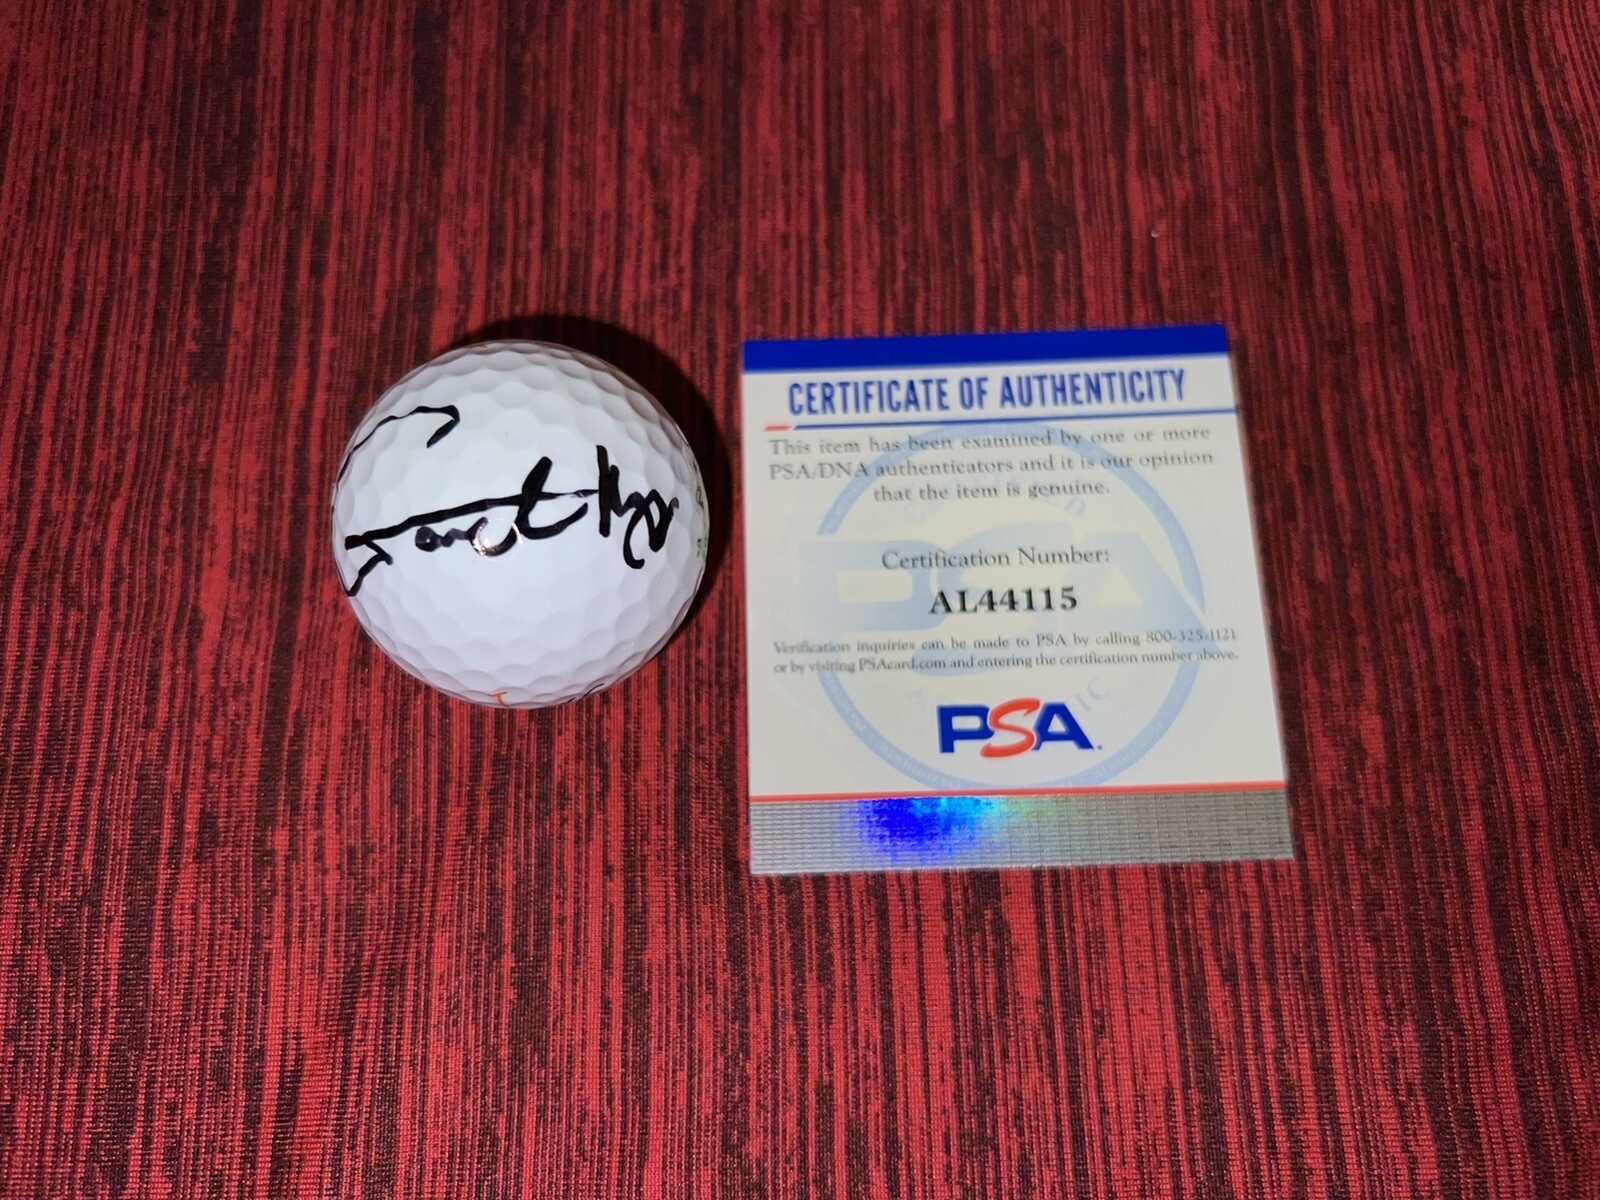 CERTIFICATE OF AUTHENTICITY
This item has been examined by one or more
PSA/DNA authenticators and it is our opinion
that the item is genuine.
Certification Number:
AL44115
Verification inquiries can be made to PSA by calling 800-325-1121
or by visiting PSAcard.com and entering the certification number above.
PSA